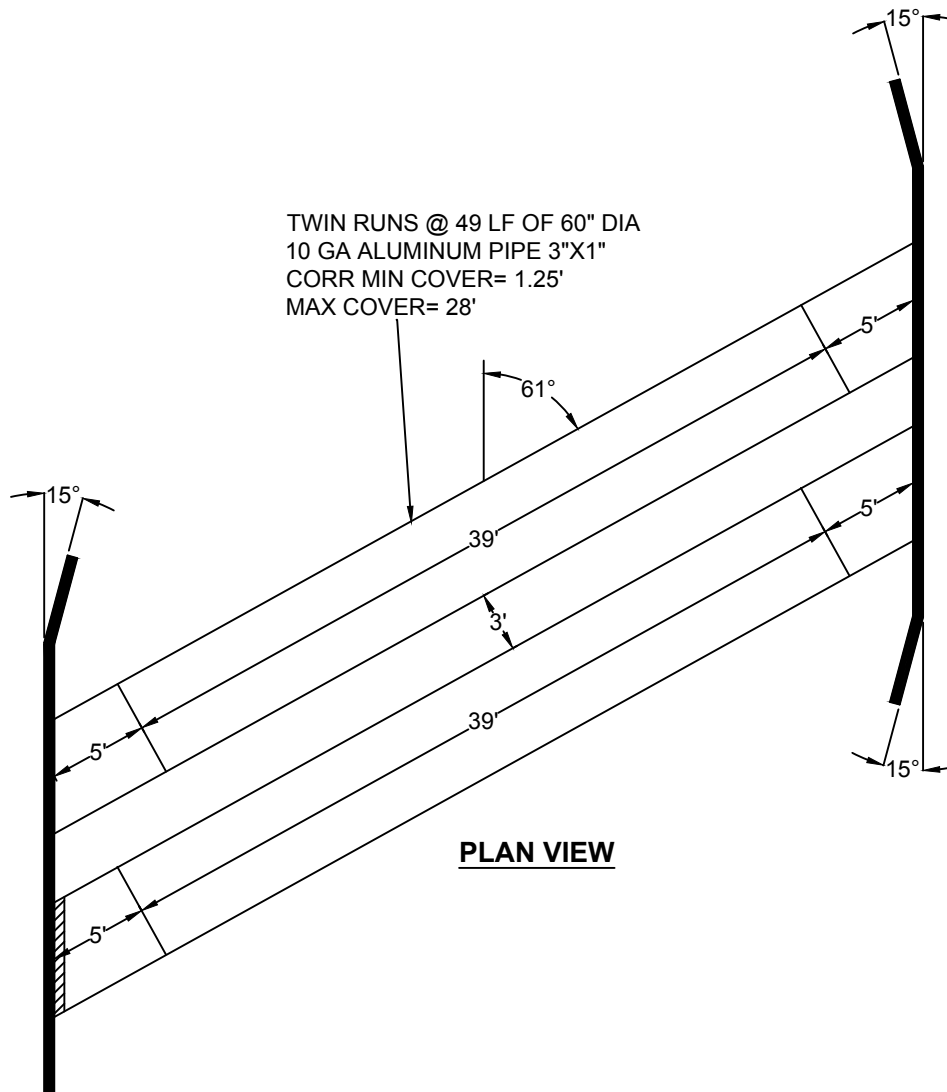 15°
TWIN RUNS @ 49 LF OF 60" DIA
10 GA ALUMINUM PIPE 3"X1"
CORR MIN COVER= 1.25'
MAX COVER= 28'
5'
61°
15°
5'
39'
3'
39'
5'
15°
PLAN VIEW
5'